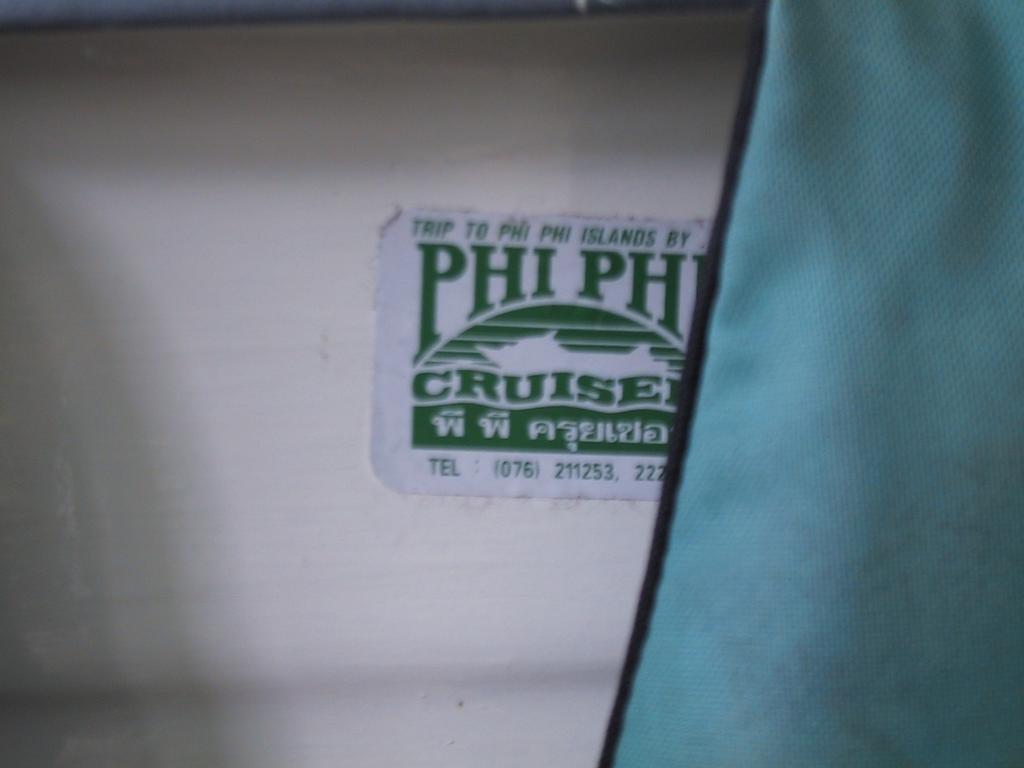 TRIP TO PHI PHI ISLANDS BY
PHI PHI
CRUISE
พี พี ครุยเซอ
TEL : (076) 211253, 222